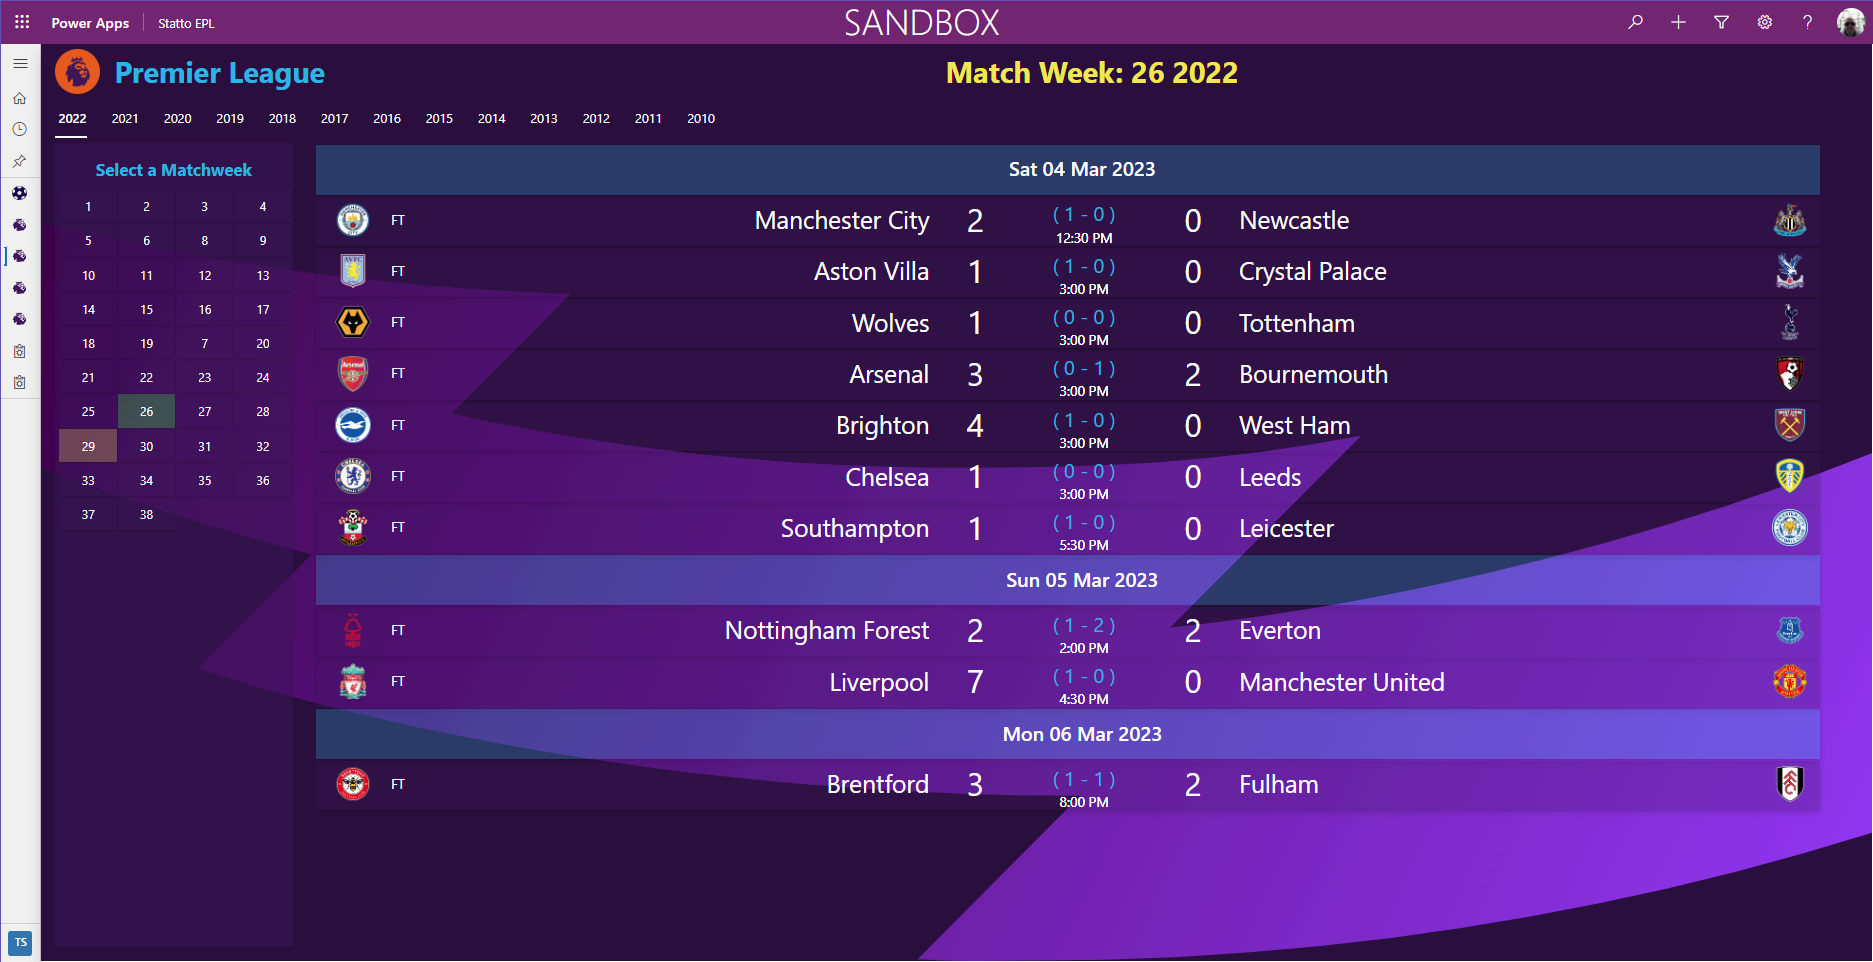 Power Apps Statto EPL SANDBOX
Premier League Match Week: 26 2022
2022 2021 2020 2019 2018 2017 2016 2015 2014 2013 2012 2011 2010
Select a Matchweek
1 2 3 4
5 6 8 9
10 11 12 13
14 15 16 17
18 19 7 20
21 22 23 24
25 26 27 28
29 30 31 32
33 34 35 36
37 38
Sat 04 Mar 2023
FT Manchester City 2 ( 1 - 0 ) 0 Newcastle
12:30 PM
FT Aston Villa 1 ( 1 - 0 ) 0 Crystal Palace
3:00 PM
FT Wolves 1 ( 0 - 0 ) 0 Tottenham
3:00 PM
FT Arsenal 3 ( 0 - 1 ) 2 Bournemouth
3:00 PM
FT Brighton 4 ( 1 - 0 ) 0 West Ham
3:00 PM
FT Chelsea 1 ( 0 - 0 ) 0 Leeds
3:00 PM
FT Southampton 1 ( 1 - 0 ) 0 Leicester
5:30 PM
Sun 05 Mar 2023
FT Nottingham Forest 2 ( 1 - 2 ) 2 Everton
2:00 PM
FT Liverpool 7 ( 1 - 0 ) 0 Manchester United
4:30 PM
Mon 06 Mar 2023
FT Brentford 3 ( 1 - 1 ) 2 Fulham
8:00 PM
TS